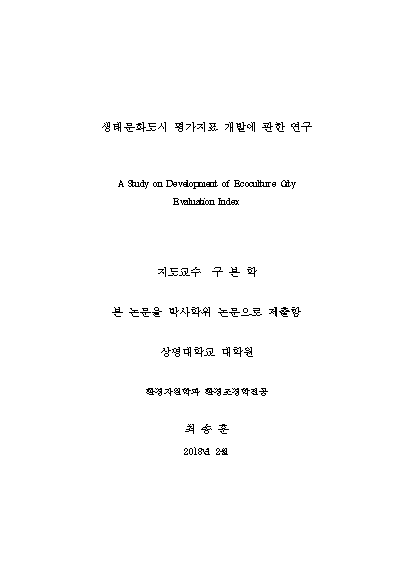 생태문화도시 평가지표 개발에 관한 연구
A Study on Development of Ecoculture City
Evaluation Index
지도교수 구 본 학
본 논문을 박사학위 논문으로 제출함
상명대학교 대학원
환경자원학과 환경조경학전공
최 송 훈
2018년 2월